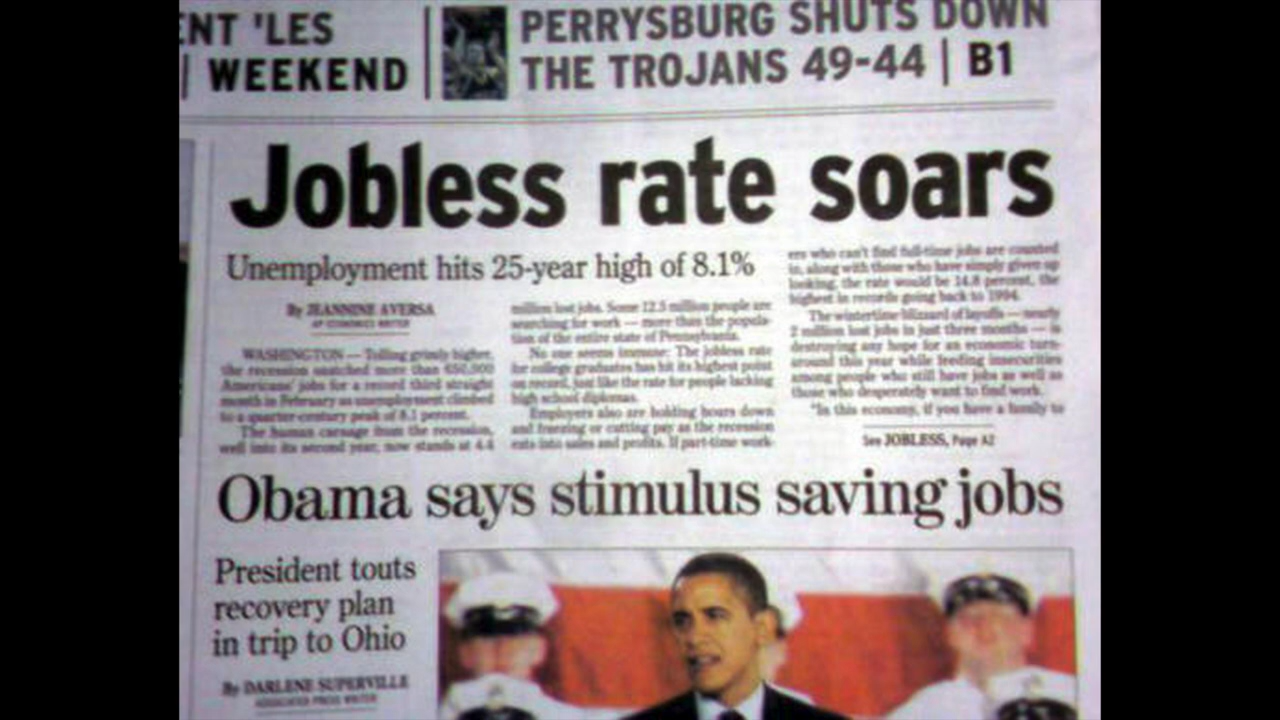 ENT 'LES
| WEEKEND
PERRYSBURG SHUTS DOWN
THE TROJANS 49-44 | B1
Jobless rate soars
Unemployment hits 25-year high of 8.1%
By JEANNINE AVERSA
AP ECONOMICS WRITER
WASHINGTON — Tolling grimly higher,
the recession snatched more than 650,000
Americans' jobs for a record third straight
month in February as unemployment climbed
to a quarter-century peak of 8.1 percent.
The human carnage from the recession,
well into its second year, now stands at 4.4
million lost jobs. Some 12.5 million people are
searching for work — more than the popula-
tion of the entire state of Pennsylvania.
No one seems immune: The jobless rate
for college graduates has hit its highest point
on record, just like the rate for people lacking
high school diplomas.
Employers also are holding hours down
and freezing or cutting pay as the recession
eats into sales and profits. If part-time work-
ers who can't find full-time jobs are counted
in, along with those who have simply given up
looking, the rate would be 14.8 percent, the
highest in records going back to 1994.
The wintertime blizzard of layoffs — nearly
2 million lost jobs in just three months — is
destroying any hope for an economic turn-
around this year while feeding insecurities
among people who still have jobs as well as
those who desperately want to find work.
"In this economy, if you have a family to
See JOBLESS, Page A2
Obama says stimulus saving jobs
President touts
recovery plan
in trip to Ohio
By DARLENE SUPERVILLE
ASSOCIATED PRESS WRITER